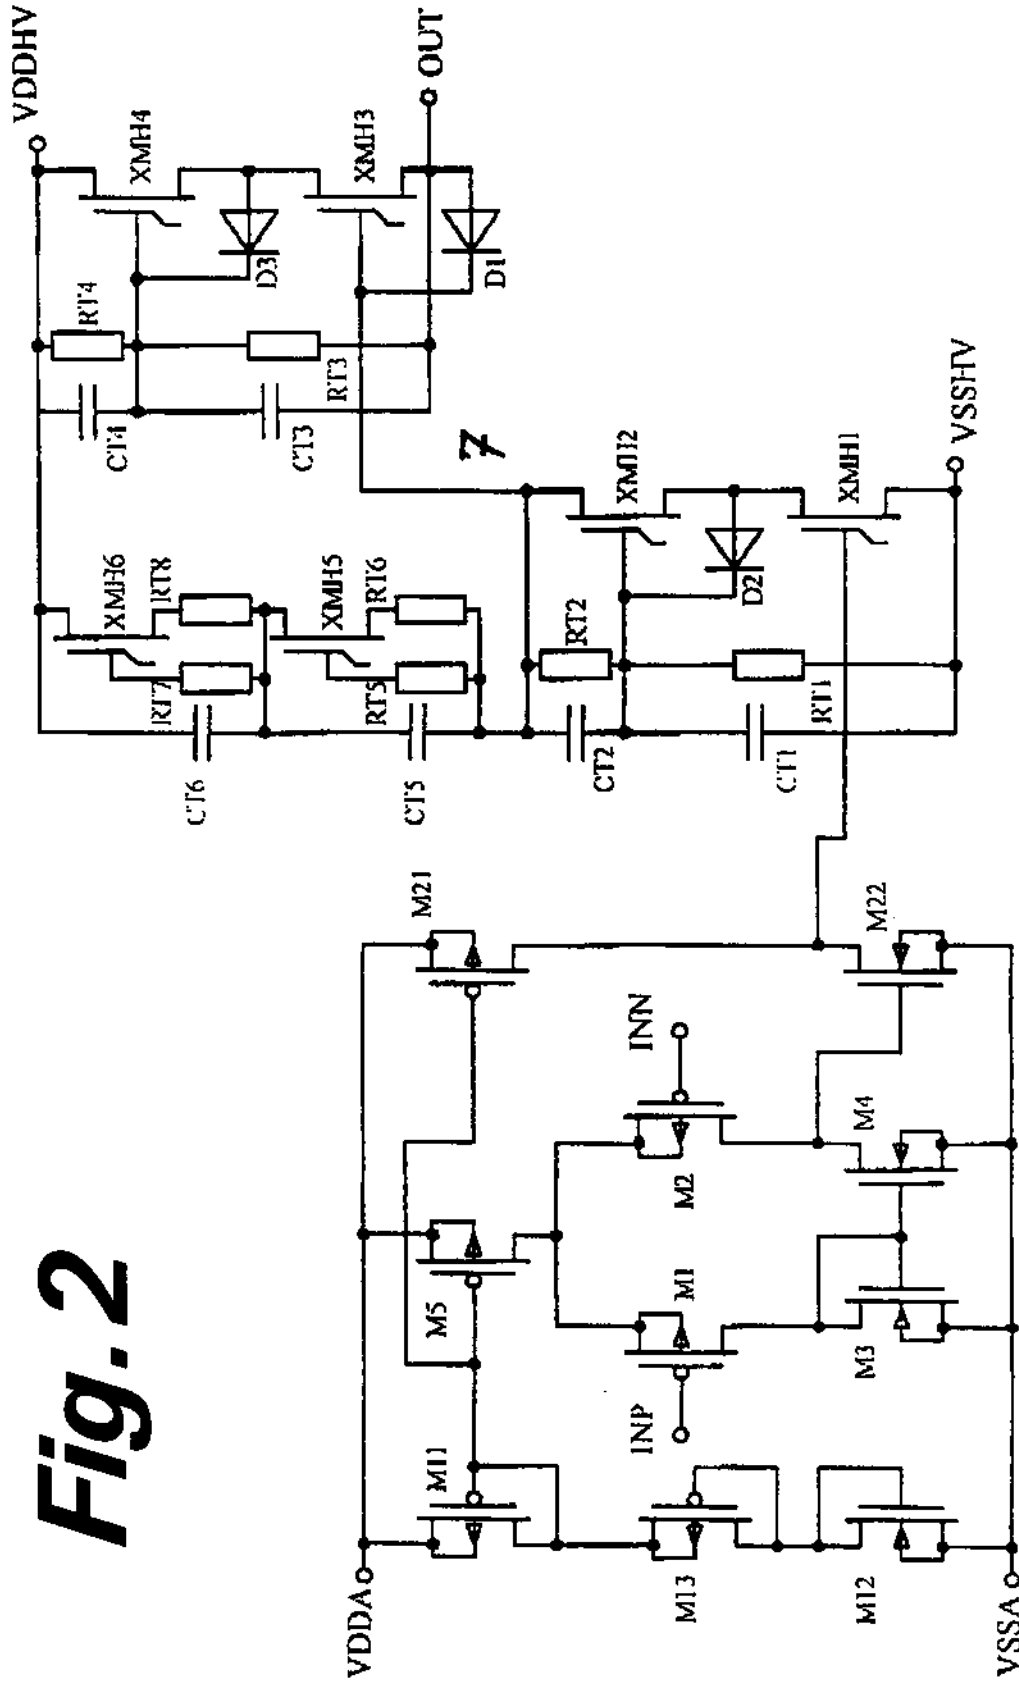 Fig. 2
VDDA
M11
M5
M21
M13
INP
M1
M2
INN
M12
M3
M4
M22
VSSA
CT6
RT7
XMH6
RT8
CT5
RT5
XMH5
RT6
CT2
RT2
XMH2
D2
CT1
RT1
XMH1
VSSHV
7
CT4
RT4
XMH4
VDDHV
D3
CT3
RT3
XMH3
D1
OUT